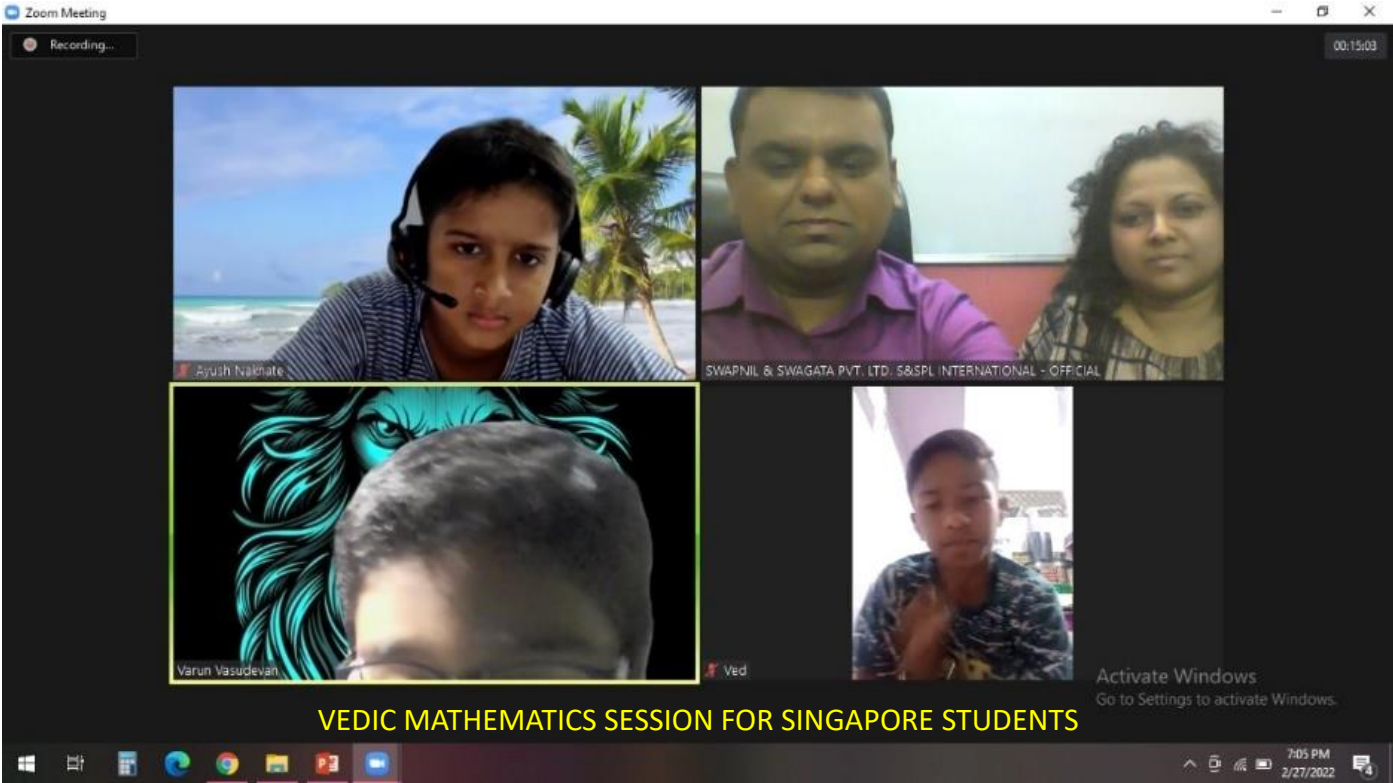 Zoom Meeting
Recording...
00:15:03
Ayush Naknate
SWAPNIL & SWAGATA PVT. LTD. S&SPL INTERNATIONAL - OFFICIAL
Varun Vasudevan
Ved
Activate Windows
Go to Settings to activate Windows.
VEDIC MATHEMATICS SESSION FOR SINGAPORE STUDENTS
7:05 PM
2/27/2022
4